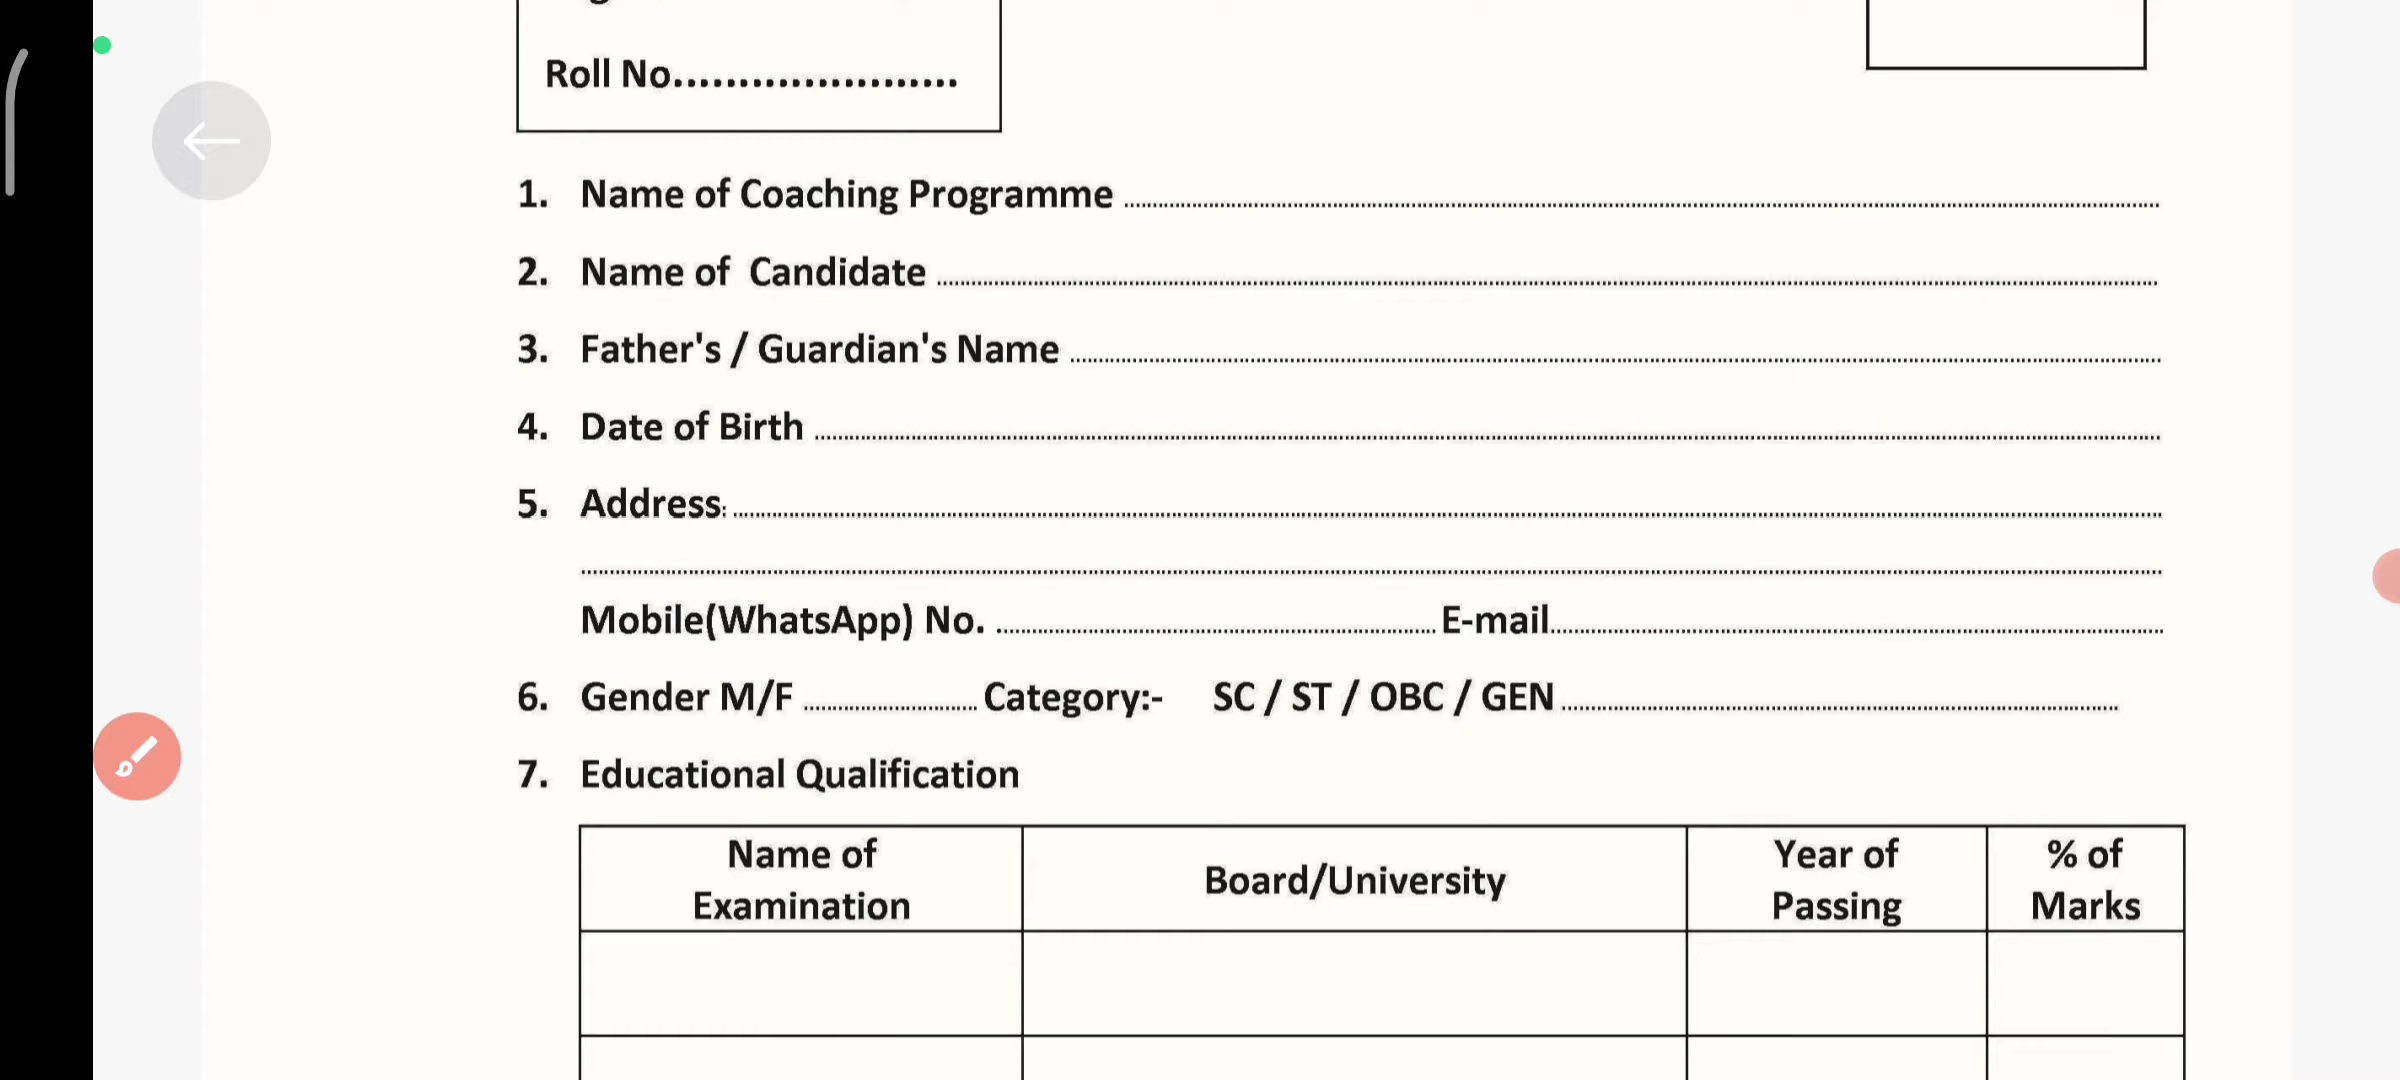 Roll No......................
1. Name of Coaching Programme ........................................................
2. Name of  Candidate ........................................................
3. Father's / Guardian's Name ........................................................
4. Date of Birth ........................................................
5. Address: ........................................................
........................................................
Mobile(WhatsApp) No. ............................ E-mail............................
6. Gender M/F ................ Category:- SC / ST / OBC / GEN ............................
7. Educational Qualification
Name of
Examination
Board/University
Year of
Passing
% of
Marks